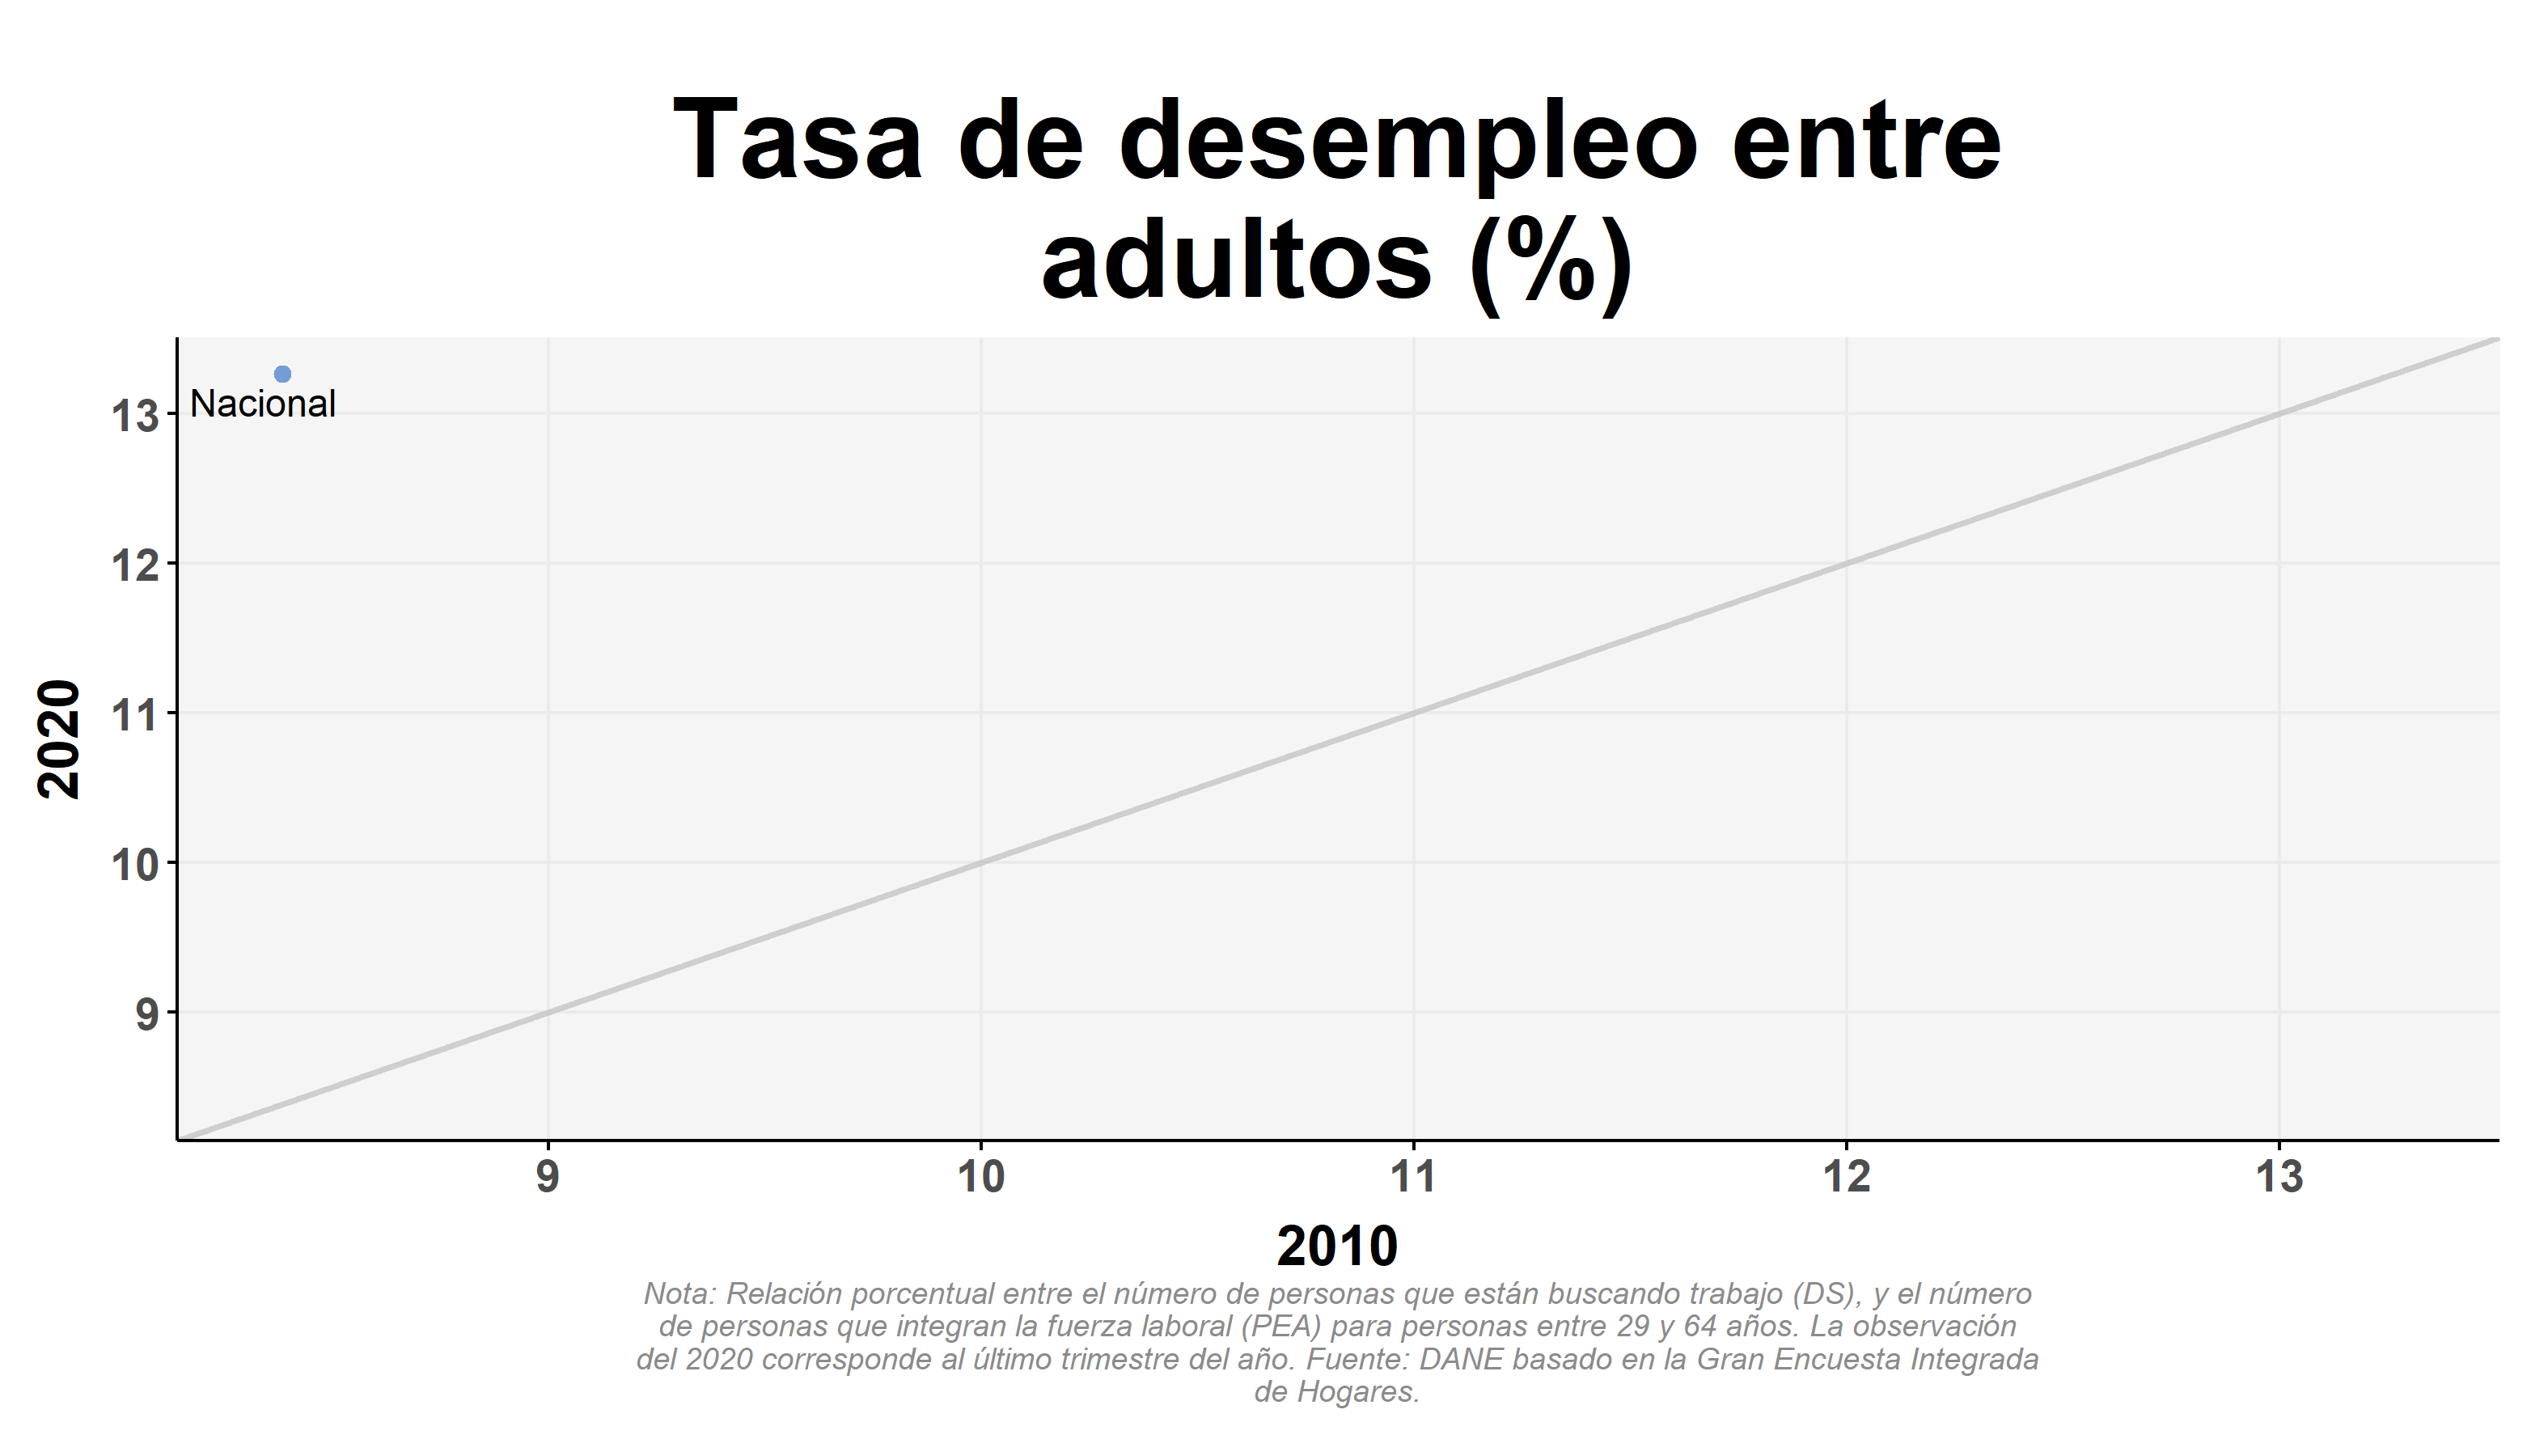 Tasa de desempleo entre
adultos (%)
Nacional
13
12
11
10
9
2020
9
10
11
12
13
2010
Nota: Relación porcentual entre el número de personas que están buscando trabajo (DS), y el número
de personas que integran la fuerza laboral (PEA) para personas entre 29 y 64 años. La observación
del 2020 corresponde al último trimestre del año. Fuente: DANE basado en la Gran Encuesta Integrada
de Hogares.